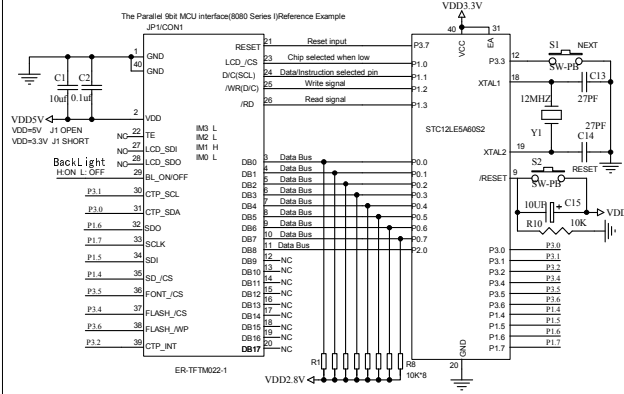 The Parallel 9bit MCU interface(8080 Series I)Reference Example
JP1/CON1
VDD3.3V
1 GND
40 GND
C1 C2
10uf 0.1uf
VDD5V
VDD=5V J1 OPEN
VDD=3.3V J1 SHORT
2 VDD
NC 22 TE
NC 27 LCD_SDI
NC 28 LCD_SDO
BackLight
H:ON L: OFF
29 BL_ON/OFF
P3.1 30 CTP_SCL
P3.0 31 CTP_SDA
P1.6 32 SDO
P1.7 33 SCLK
P1.5 34 SDI
P1.4 35 SD_/CS
P3.5 36 FONT_/CS
P3.4 37 FLASH_/CS
P3.6 38 FLASH_/WP
P3.2 39 CTP_INT
IM3 L
IM2 L
IM1 H
IM0 L
RESET 21 Reset input
LCD_/CS 23 Chip selected when low
D/C(SCL) 24 Data/Instruction selected pin
/WR(D/C) 25 Write signal
/RD 26 Read signal
DB0 3 Data Bus
DB1 4 Data Bus
DB2 5 Data Bus
DB3 6 Data Bus
DB4 7 Data Bus
DB5 8 Data Bus
DB6 9 Data Bus
DB7 10 Data Bus
DB8 11 Data Bus
DB9 12 NC
DB10 13 NC
DB11 14 NC
DB12 15 NC
DB13 16 NC
DB14 17 NC
DB15 18 NC
DB16 19 NC
DB17 20 NC
ER-TFTM022-1
R1
R8
10K*8
VDD2.8V
40 31
VCC EA
P3.7
P1.0
P1.1
P1.2
P1.3
STC12LE5A60S2
P0.0
P0.1
P0.2
P0.3
P0.4
P0.5
P0.6
P0.7
P2.0
P3.3 12
XTAL1 18
XTAL2 19
/RESET 9
S1 NEXT
SW-PB
C13
27PF
12MHZ
Y1
27PF
C14
RESET
S2
SW-PB
10UF + C15
R10 10K
VDD
P3.0 P3.0
P3.1 P3.1
P3.2 P3.2
P3.4 P3.4
P3.5 P3.5
P3.6 P3.6
P1.4 P1.4
P1.5 P1.5
P1.6 P1.6
P1.7 P1.7
20 GND